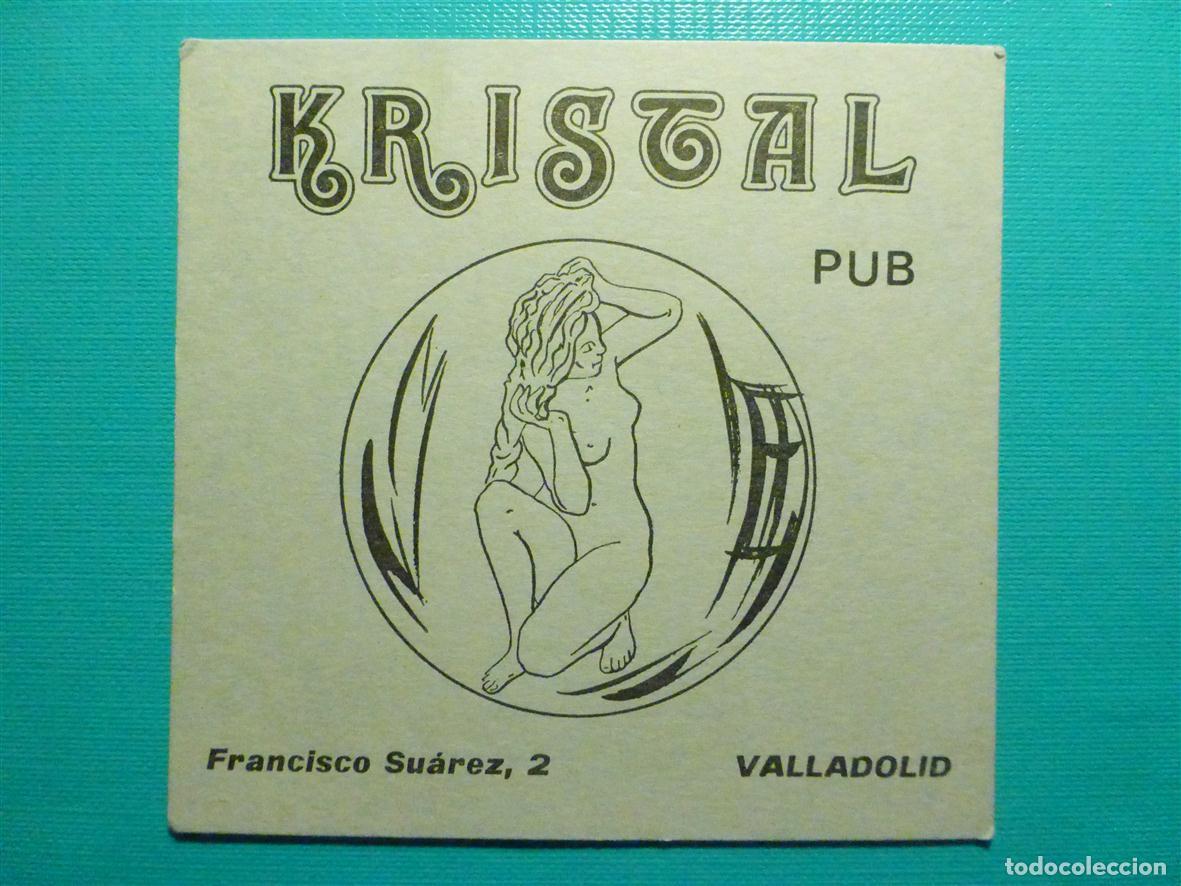 KRISTAL
PUB
Francisco Suárez, 2 VALLADOLID
todocoleccion